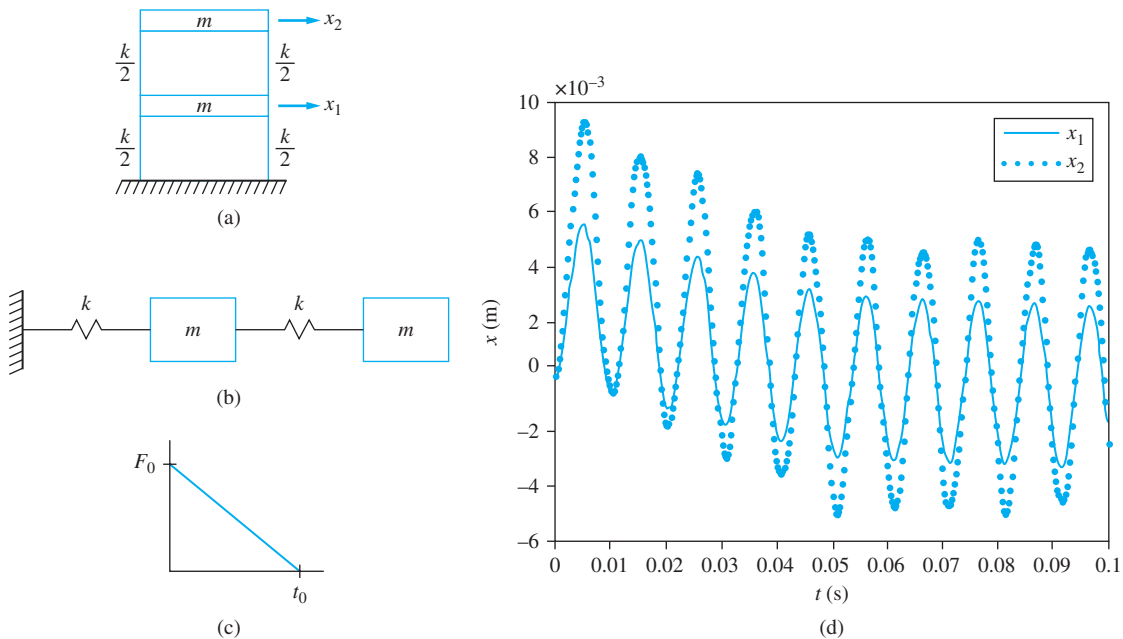 m
x₂
k/2
k/2
m
x₁
k/2
k/2
(a)
k
m
k
m
(b)
F₀
t₀
(c)
×10⁻³
10
8
6
4
2
0
–2
–4
–6
x (m)
x₁
x₂
0
0.01
0.02
0.03
0.04
0.05
0.06
0.07
0.08
0.09
0.1
t (s)
(d)